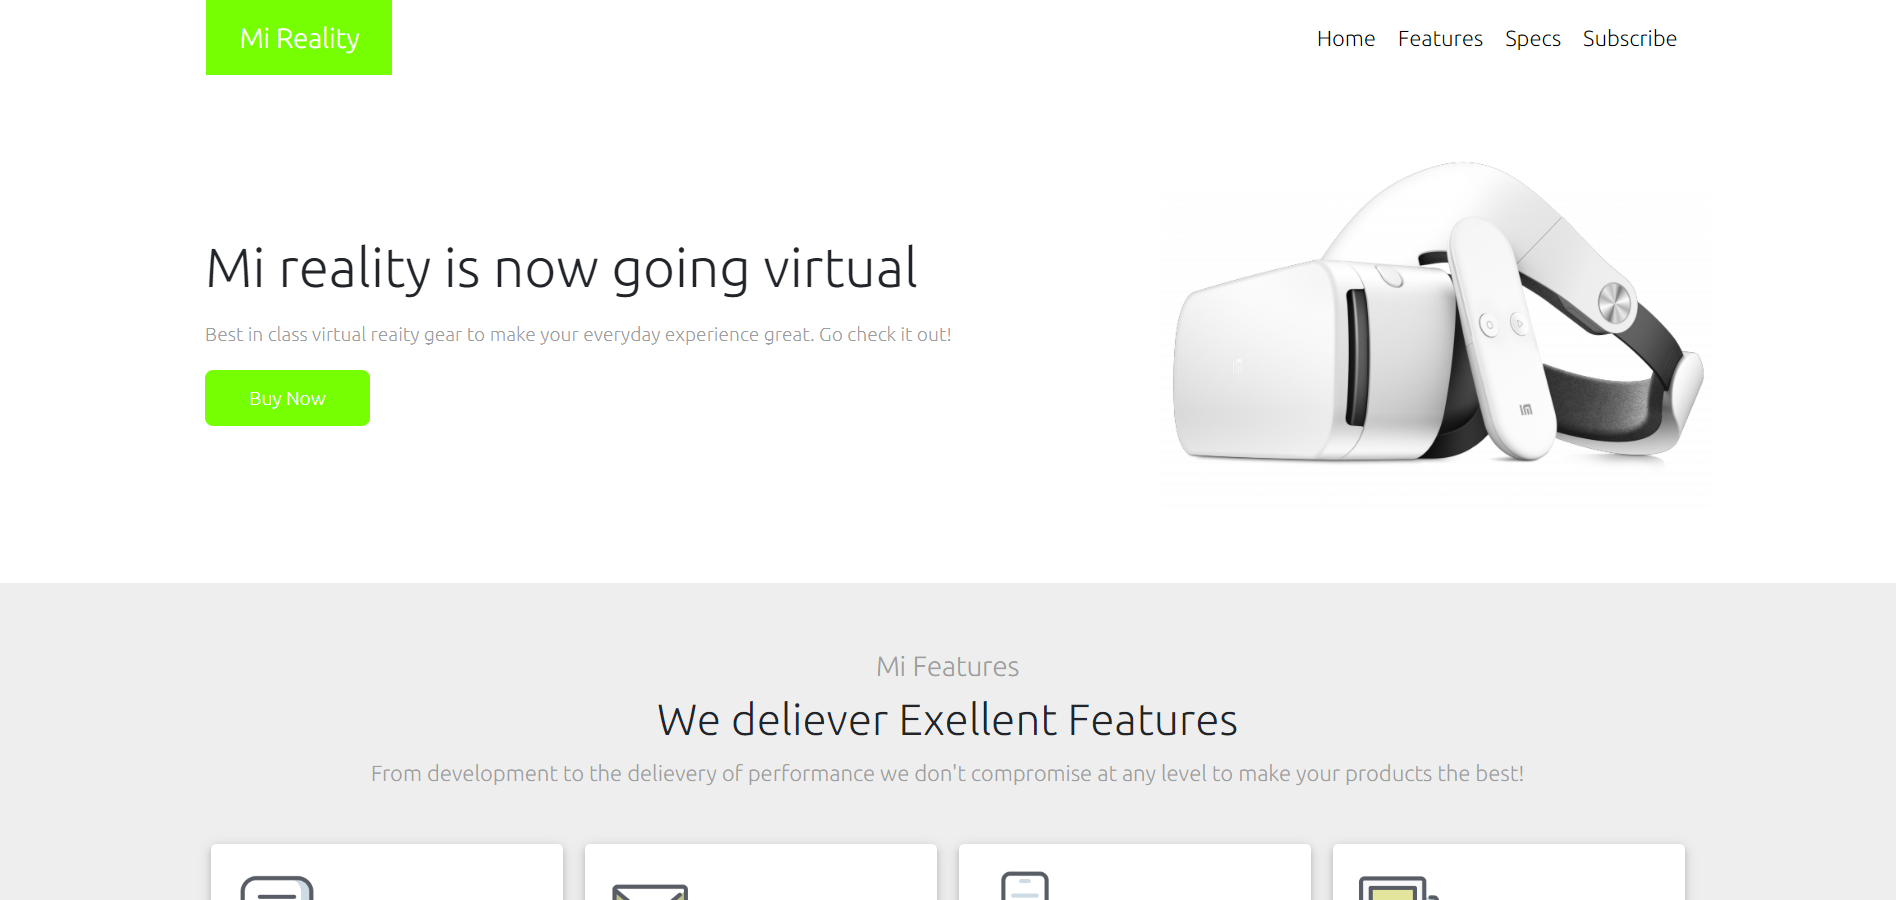 Mi Reality
Home Features Specs Subscribe
Mi reality is now going virtual
Best in class virtual reaity gear to make your everyday experience great. Go check it out!
Buy Now
Mi Features
We deliever Exellent Features
From development to the delievery of performance we don't compromise at any level to make your products the best!